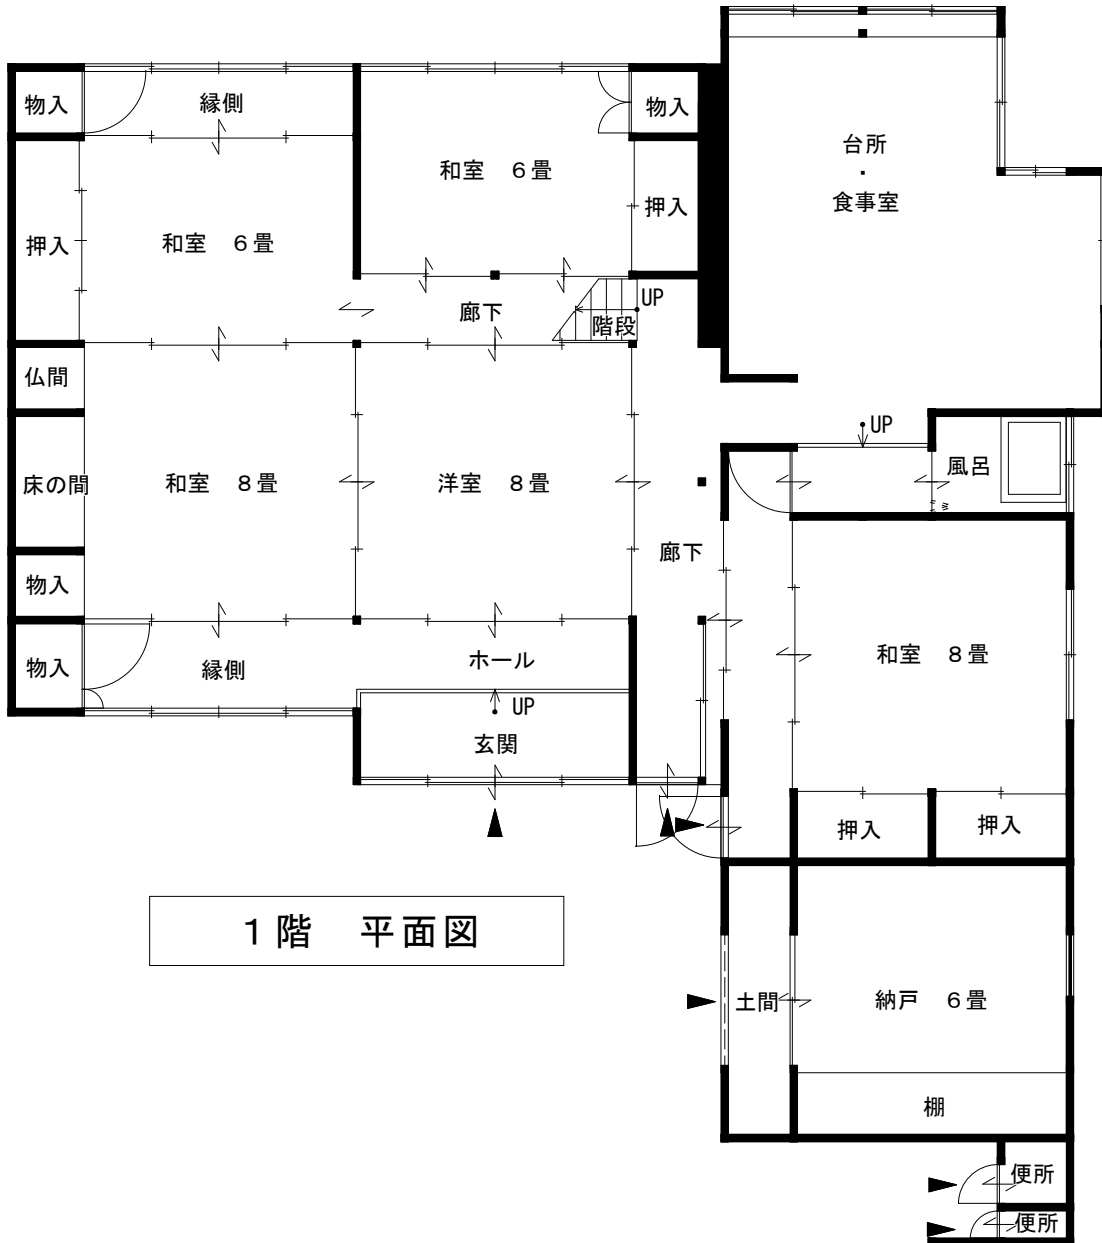 物入
縁側
物入
台所
・
食事室
和室　６畳
押入
和室　６畳
押入
UP
廊下
階段
仏間
UP
床の間
和室　８畳
洋室　８畳
風呂
廊下
物入
和室　８畳
物入
縁側
ホール
UP
玄関
押入
押入
１階　平面図
土間
納戸　６畳
棚
便所
便所